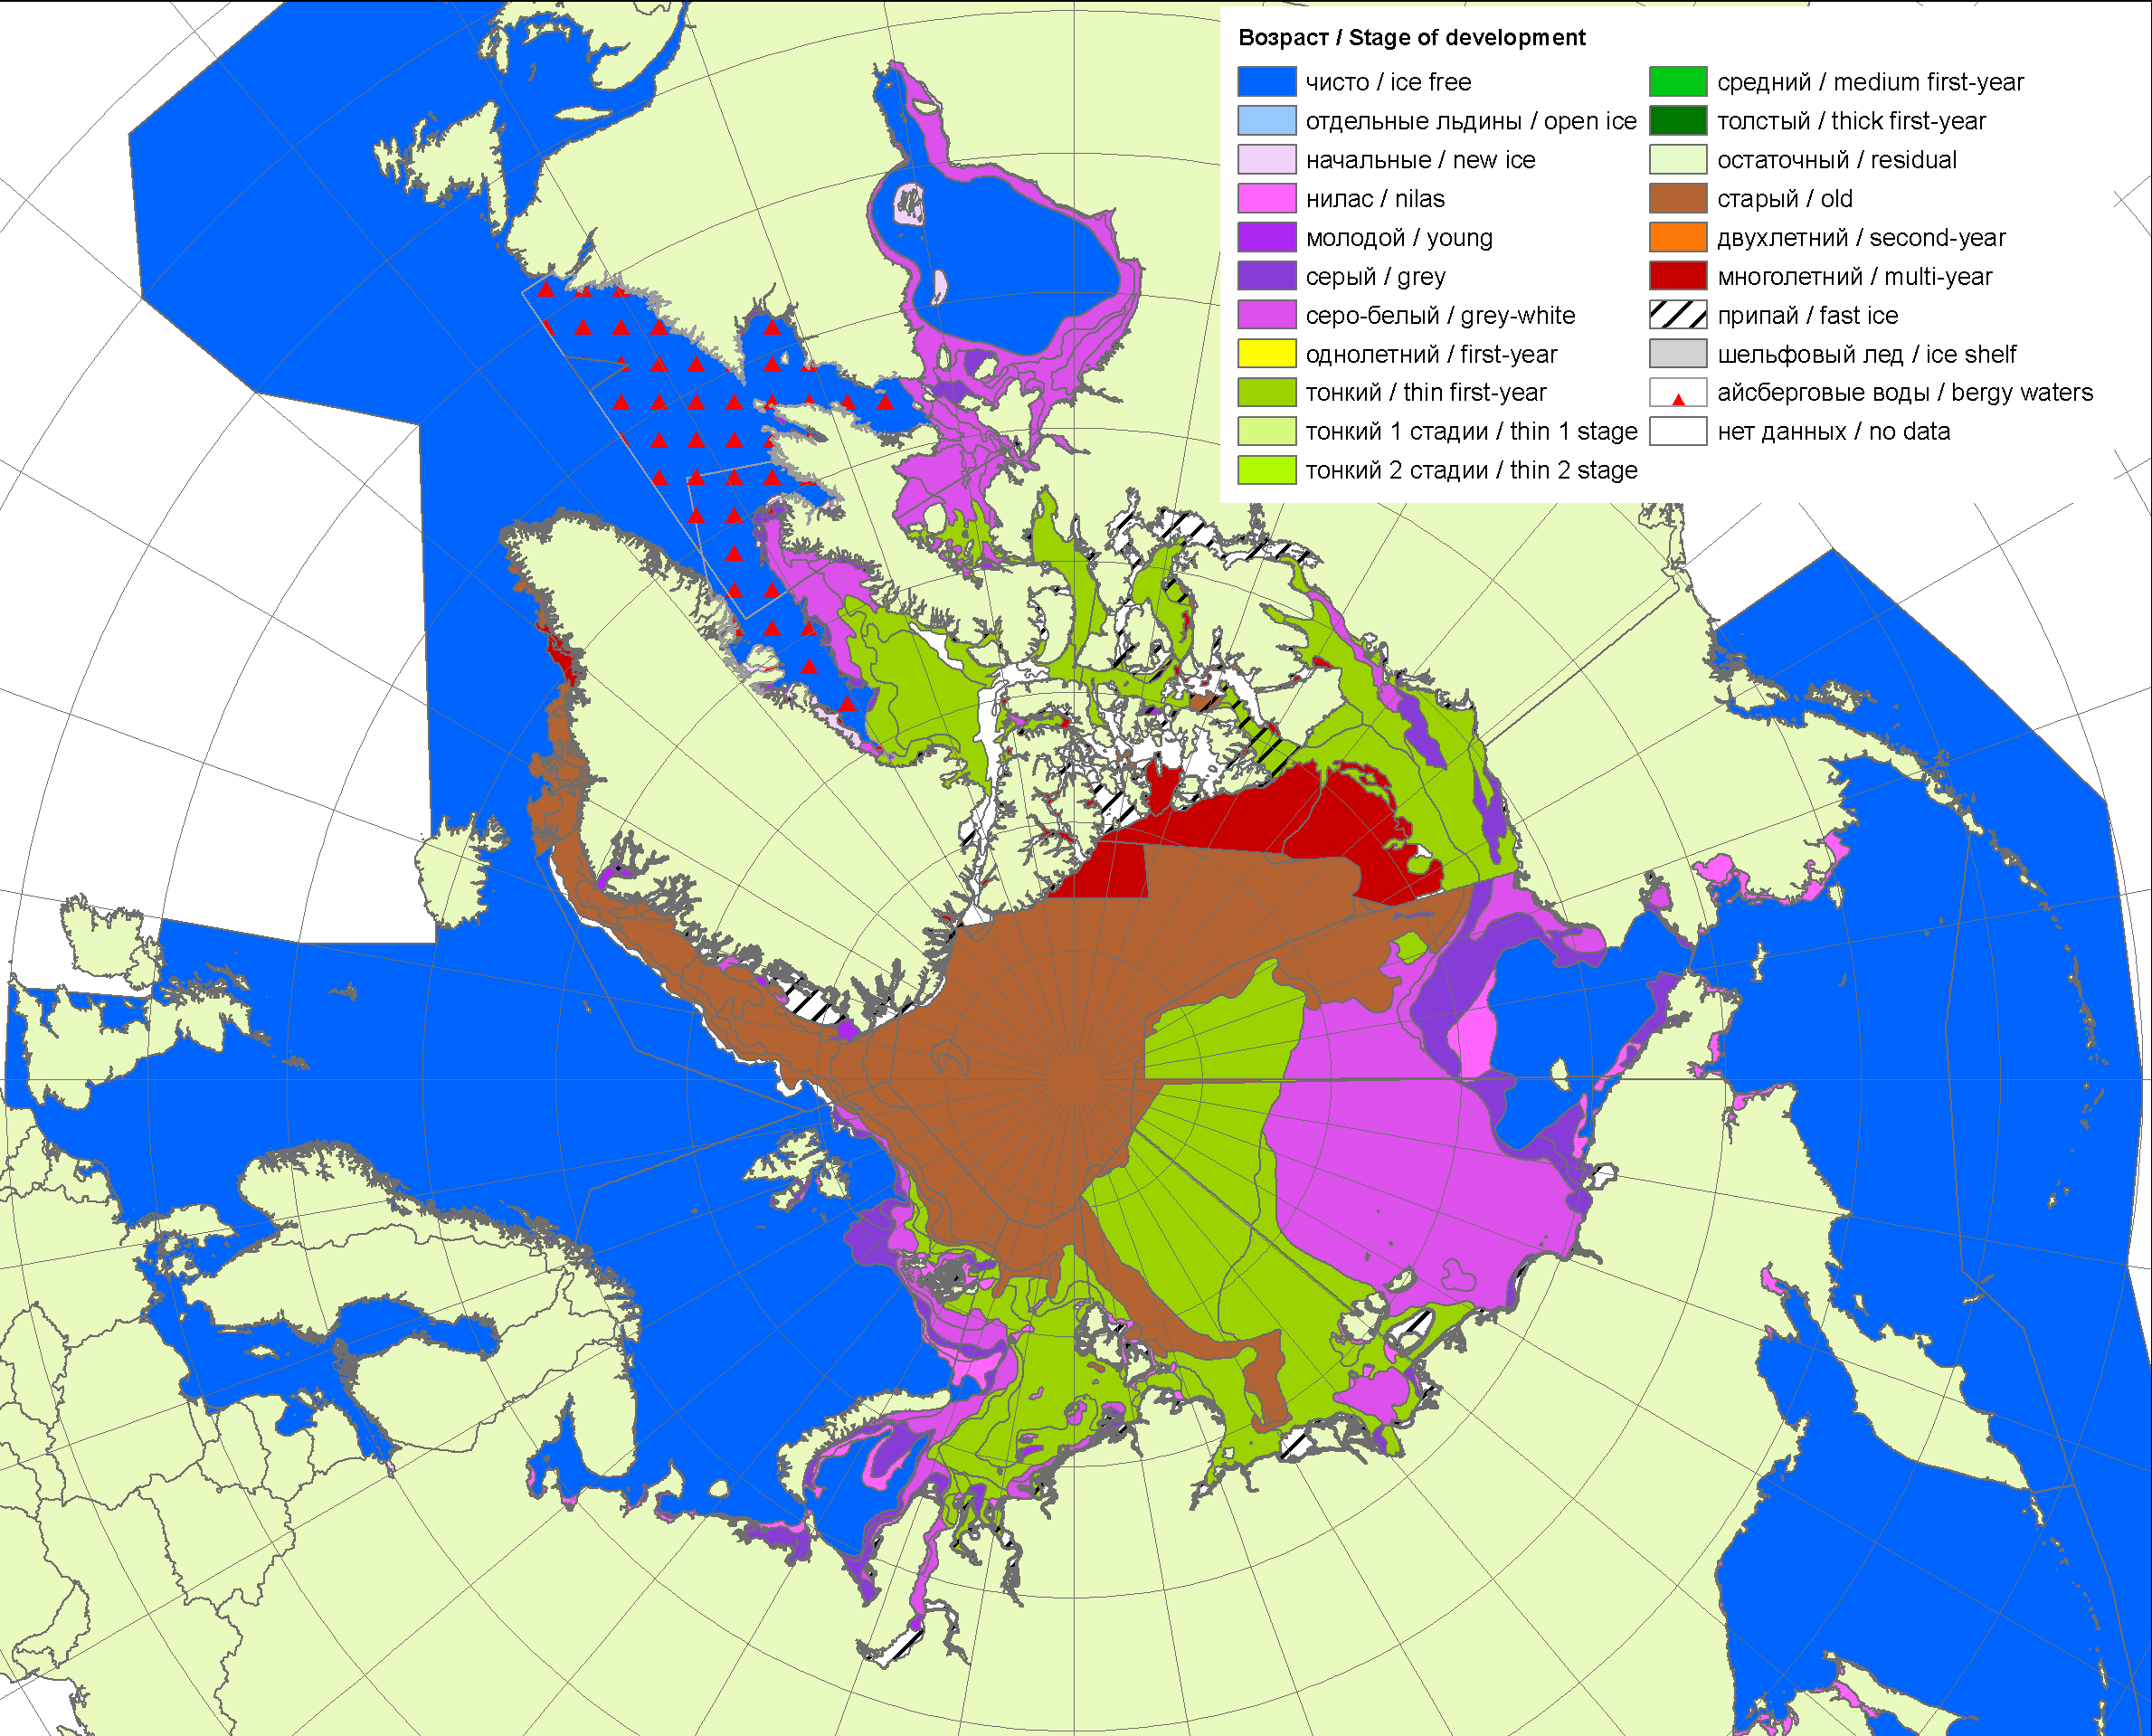 Возраст / Stage of development
чисто / ice free
отдельные льдины / open ice
начальные / new ice
нилас / nilas
молодой / young
серый / grey
серо-белый / grey-white
однолетний / first-year
тонкий / thin first-year
тонкий 1 стадии / thin 1 stage
тонкий 2 стадии / thin 2 stage
средний / medium first-year
толстый / thick first-year
остаточный / residual
старый / old
двухлетний / second-year
многолетний / multi-year
припай / fast ice
шельфовый лед / ice shelf
айсберговые воды / bergy waters
нет данных / no data